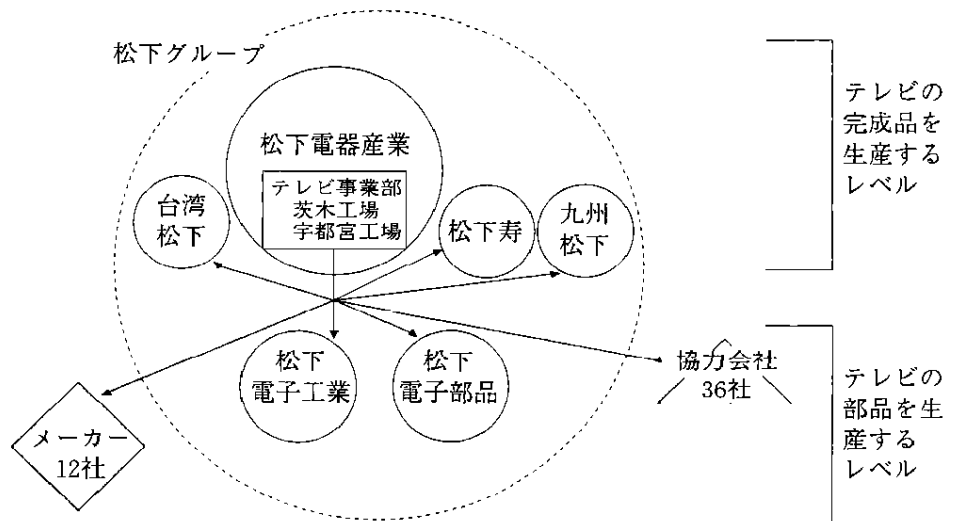 松下グループ
松下電器産業
テレビ事業部
茨木工場
宇都宮工場
台湾
松下
松下寿
九州
松下
テレビの
完成品を
生産する
レベル
松下
電子工業
松下
電子部品
協力会社
36社
メーカー
12社
テレビの
部品を生
産する
レベル